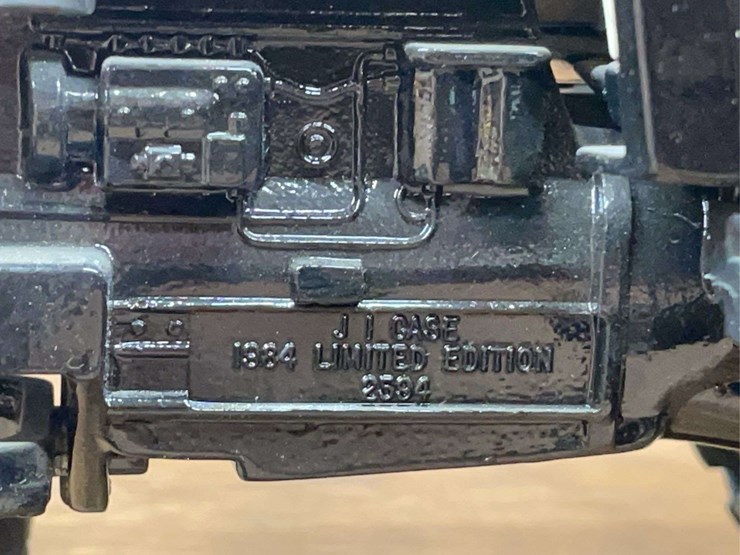 J I CASE
1984 LIMITED EDITION
2594